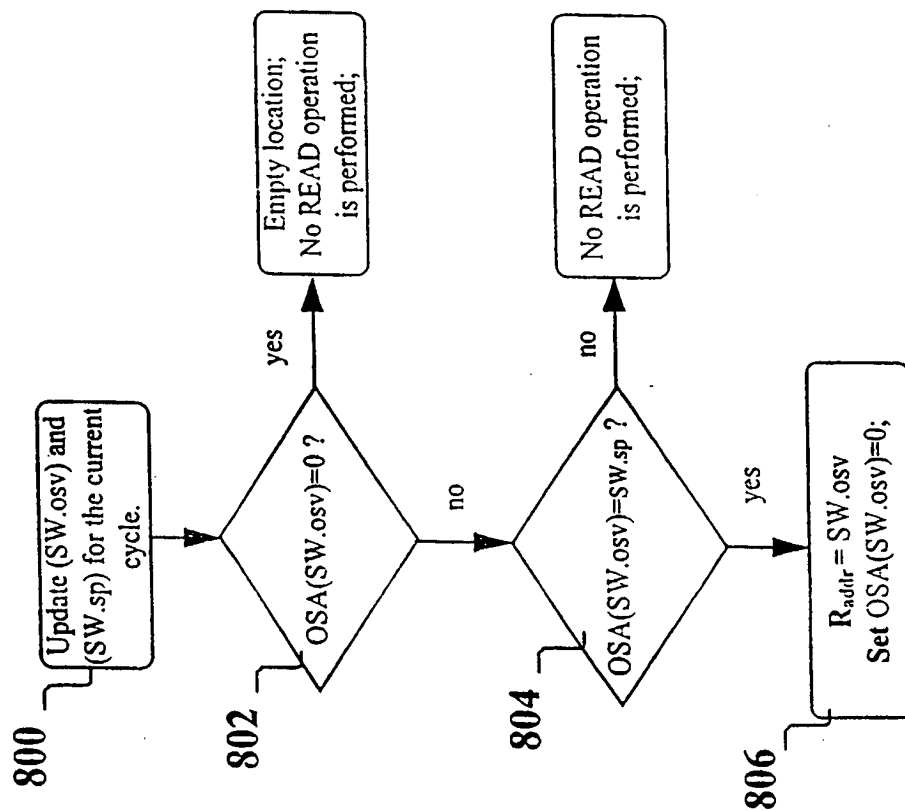 800
Update (SW.osv) and
(SW.sp) for the current
cycle.
802
OSA(SW.osv)=0 ?
yes
Empty location;
No READ operation
is performed;
no
804
OSA(SW.osv)=SW.sp ?
no
No READ operation
is performed;
yes
806
Raddr = SW.osv
Set OSA(SW.osv)=0;